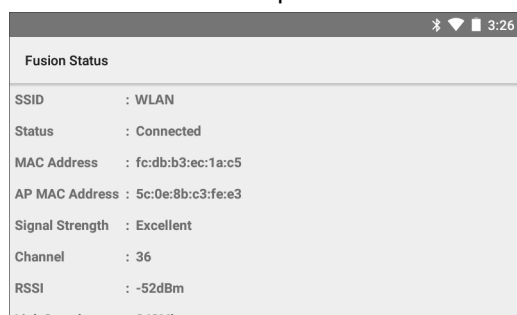 3:26
Fusion Status
SSID : WLAN
Status : Connected
MAC Address : fc:db:b3:ec:1a:c5
AP MAC Address : 5c:0e:8b:c3:fe:e3
Signal Strength : Excellent
Channel : 36
RSSI : -52dBm